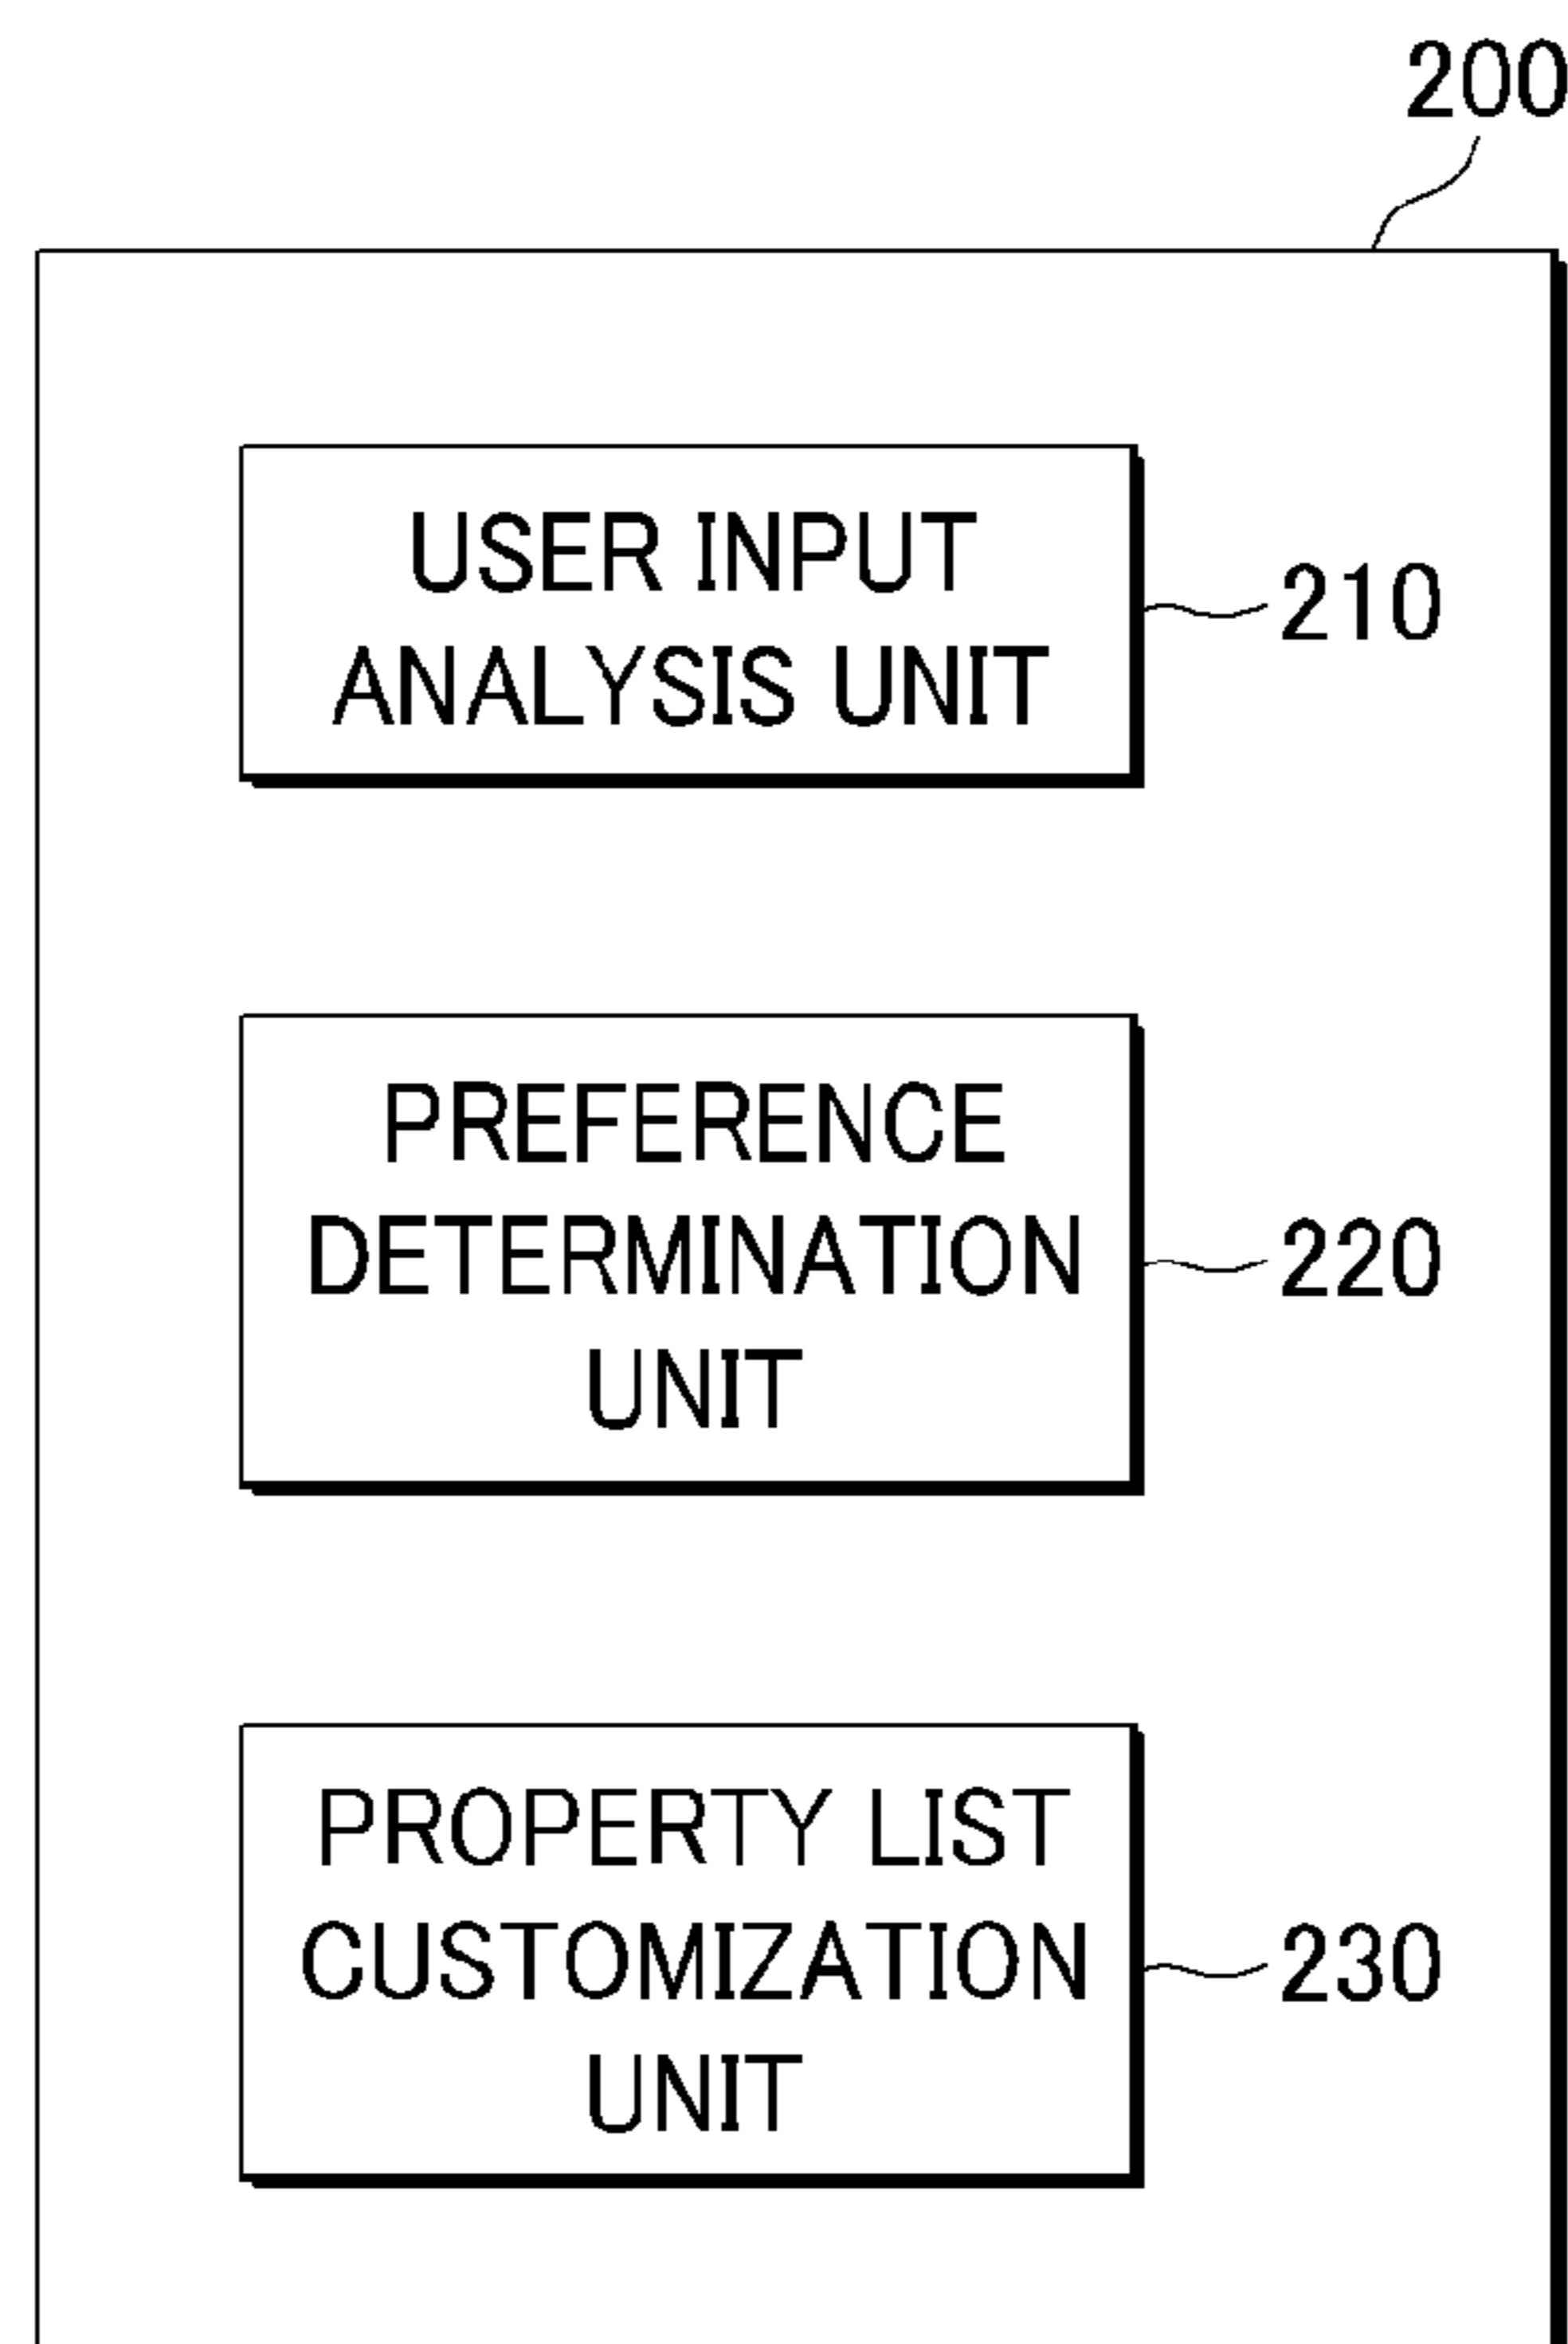 200
USER INPUT
ANALYSIS UNIT
210
PREFERENCE
DETERMINATION
UNIT
220
PROPERTY LIST
CUSTOMIZATION
UNIT
230